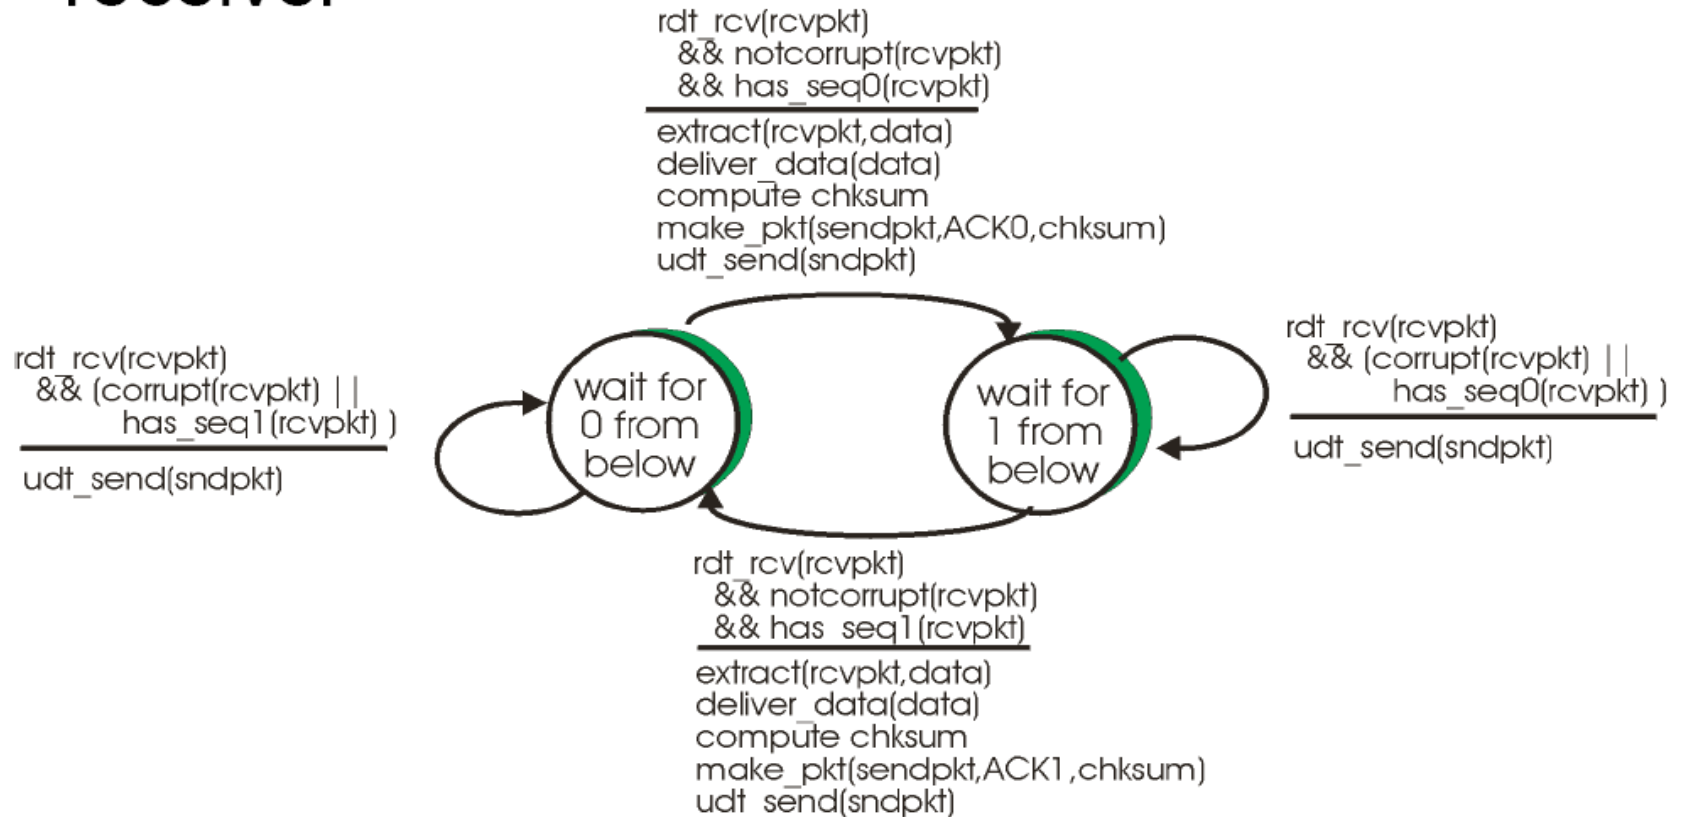 receiver
rdt_rcv(rcvpkt)
&& notcorrupt(rcvpkt)
&& has_seq0(rcvpkt)
extract(rcvpkt,data)
deliver_data(data)
compute chksum
make_pkt(sendpkt,ACK0,chksum)
udt_send(sndpkt)
rdt_rcv(rcvpkt)
&& (corrupt(rcvpkt) ||
has_seq1(rcvpkt) )
udt_send(sndpkt)
wait for
0 from
below
wait for
1 from
below
rdt_rcv(rcvpkt)
&& (corrupt(rcvpkt) ||
has_seq0(rcvpkt) )
udt_send(sndpkt)
rdt_rcv(rcvpkt)
&& notcorrupt(rcvpkt)
&& has_seq1(rcvpkt)
extract(rcvpkt,data)
deliver_data(data)
compute chksum
make_pkt(sendpkt,ACK1,chksum)
udt_send(sndpkt)